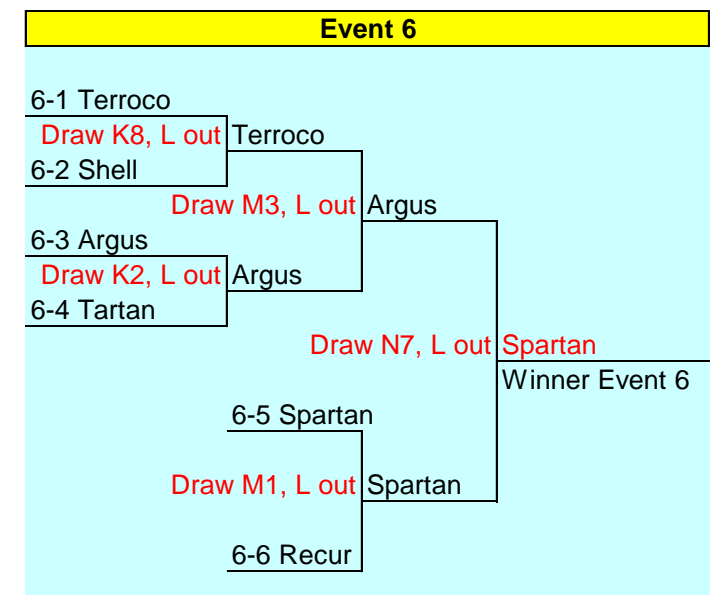 Event 6
6-1 Terroco
Draw K8, L out Terroco
6-2 Shell
Draw M3, L out Argus
6-3 Argus
Draw K2, L out Argus
6-4 Tartan
Draw N7, L out Spartan
Winner Event 6
6-5 Spartan
Draw M1, L out Spartan
6-6 Recur